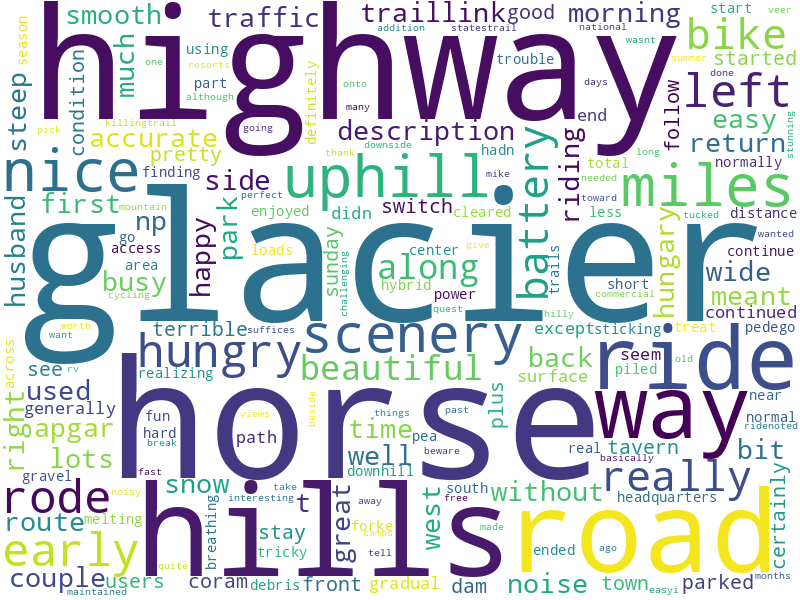 smooth traffic traillink good morning start veer
season using addition statestrail national wasnt bike
steep condition much one resorts part highway trouble left started
although many onto days done summer
killingtrail going definitely description end follow easy
accurate pick thank downside hadn riding return stunning
nice pretty side uphill total long normally
finding perfect mike needed miles
husband first mountain np happy park switch battery less toward tucked distance
go access enjoyed didn cleared trails wanted
area loads sunday center give along hungary continue
busy cycling glacier challenging hybrid power short wide
quest commercial meant
want worth terrible suffices scenery hilly except sticking treat continued pedego
across see rv hungry beautiful back seem old
realizing surface piled ride near
used fun views beside things past plus way normal
generally hard path horse real tavern bit ridenoted
right apgar break time pea basically
lots fast well beware really
gravel show downhill south without headquarters certainly
rode noisy interesting take away free
route melting breathing t great west noise road
early quite stay forke made
tricky camps tell hills ended ago
couple users coram debris front gradual dam town parked months
maintained easyi